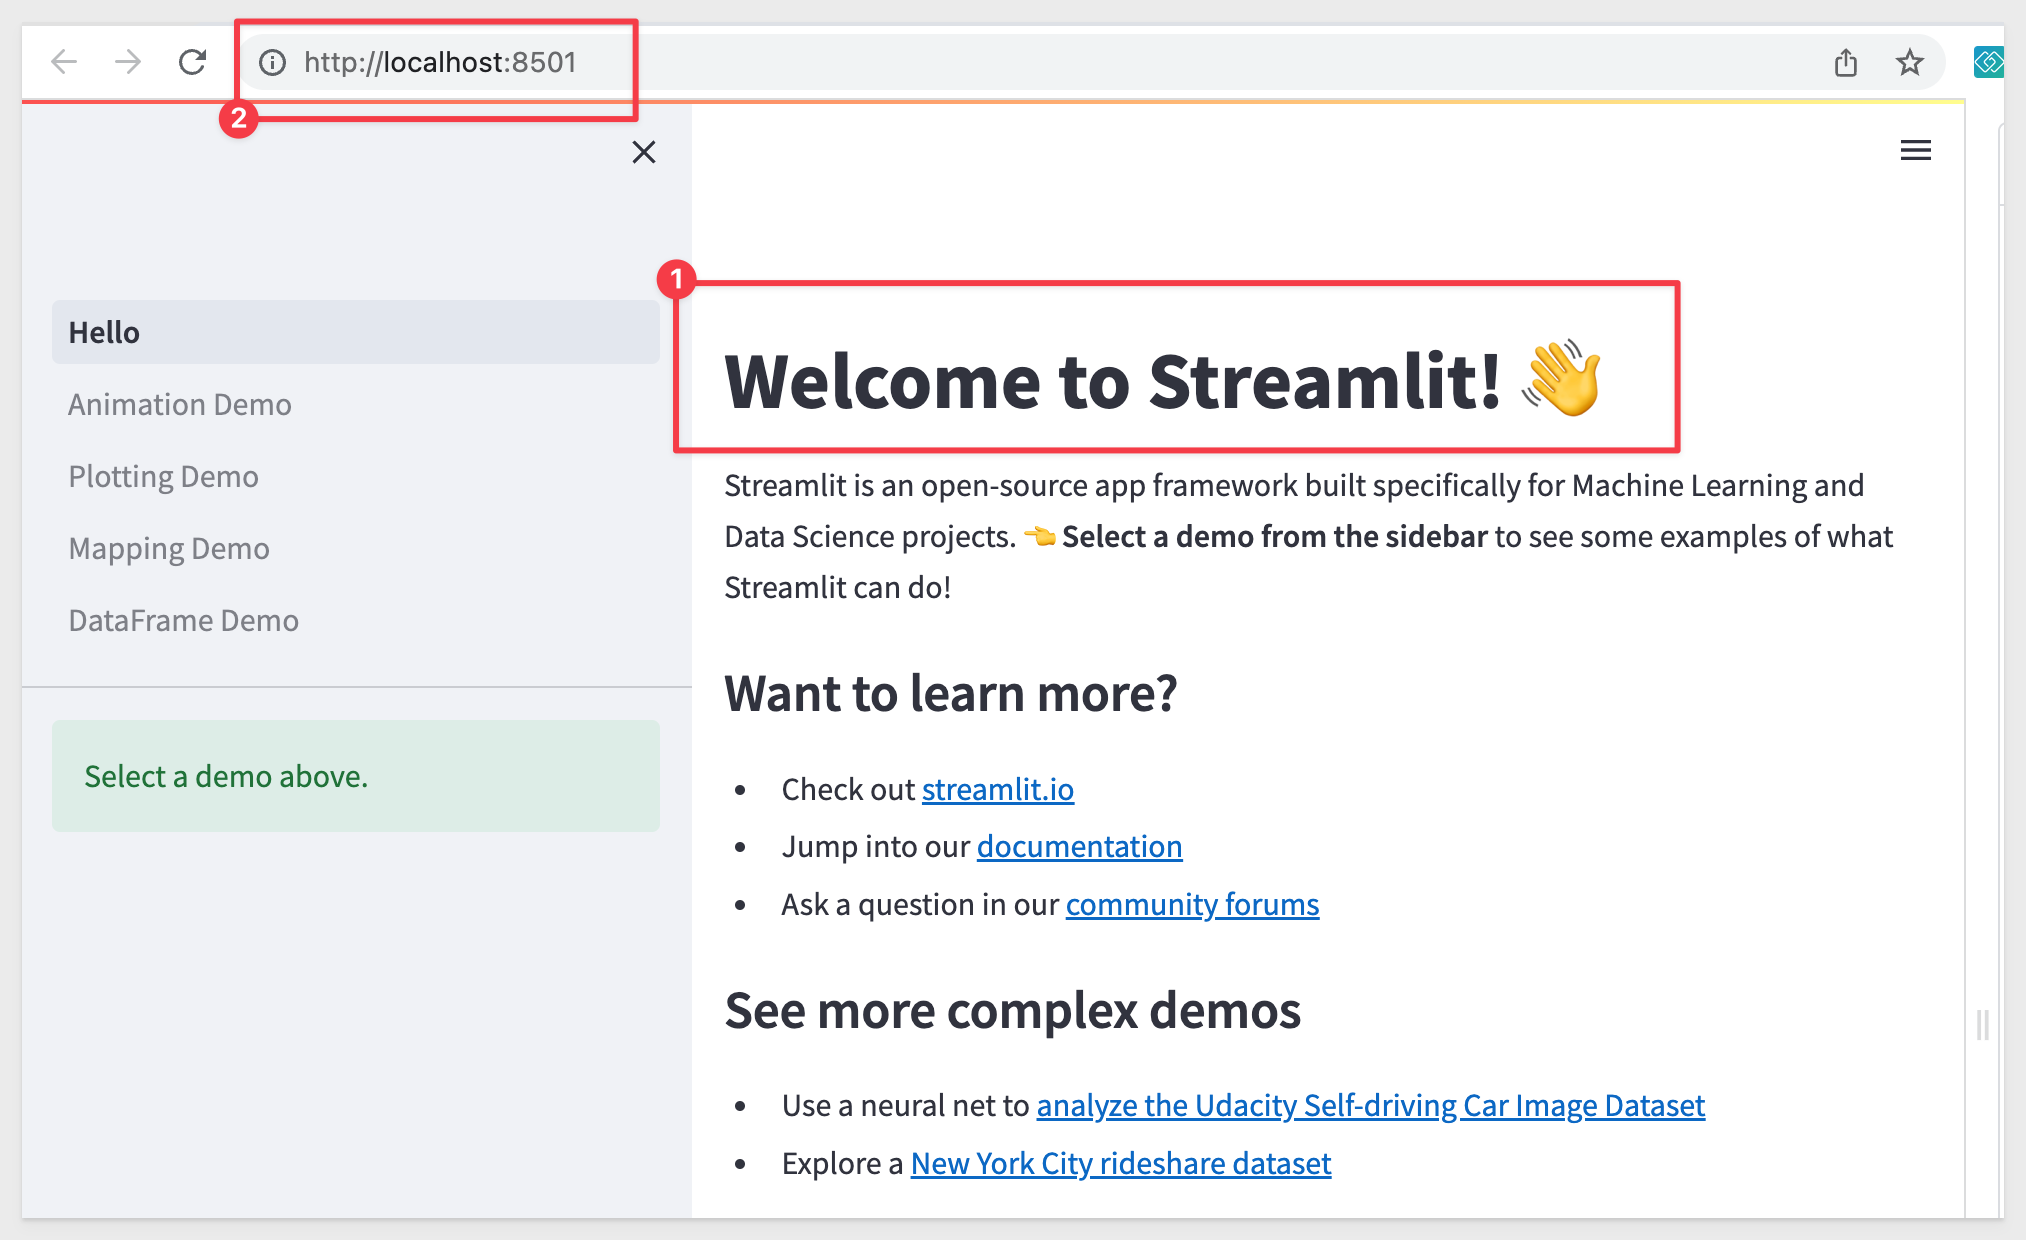 http://localhost:8501
2
1
Hello
Animation Demo
Plotting Demo
Mapping Demo
DataFrame Demo
Select a demo above.
Welcome to Streamlit! 👋
Streamlit is an open-source app framework built specifically for Machine Learning and
Data Science projects. 👈 Select a demo from the sidebar to see some examples of what
Streamlit can do!
Want to learn more?
• Check out streamlit.io
• Jump into our documentation
• Ask a question in our community forums
See more complex demos
• Use a neural net to analyze the Udacity Self-driving Car Image Dataset
• Explore a New York City rideshare dataset